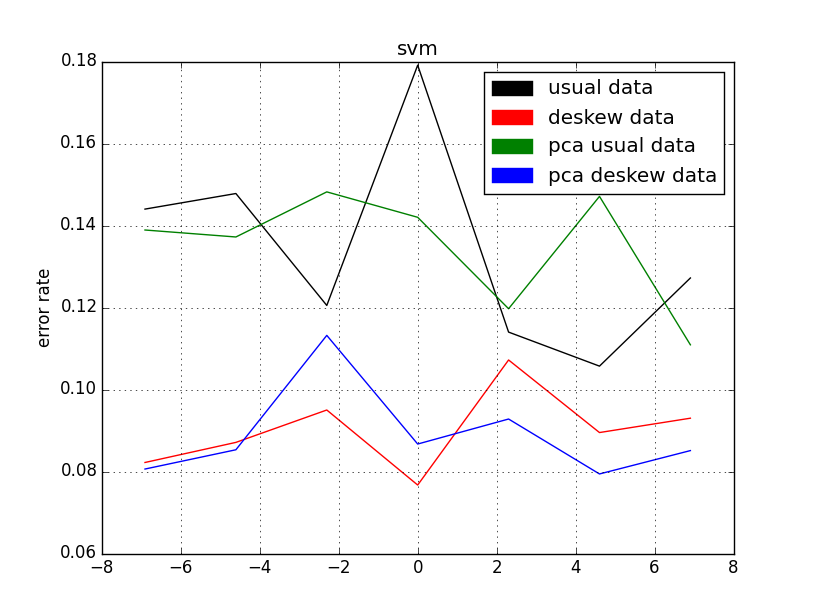 svm
0.18
0.16
0.14
0.12
0.10
0.08
0.06
error rate
usual data
deskew data
pca usual data
pca deskew data
−8 −6 −4 −2 0 2 4 6 8